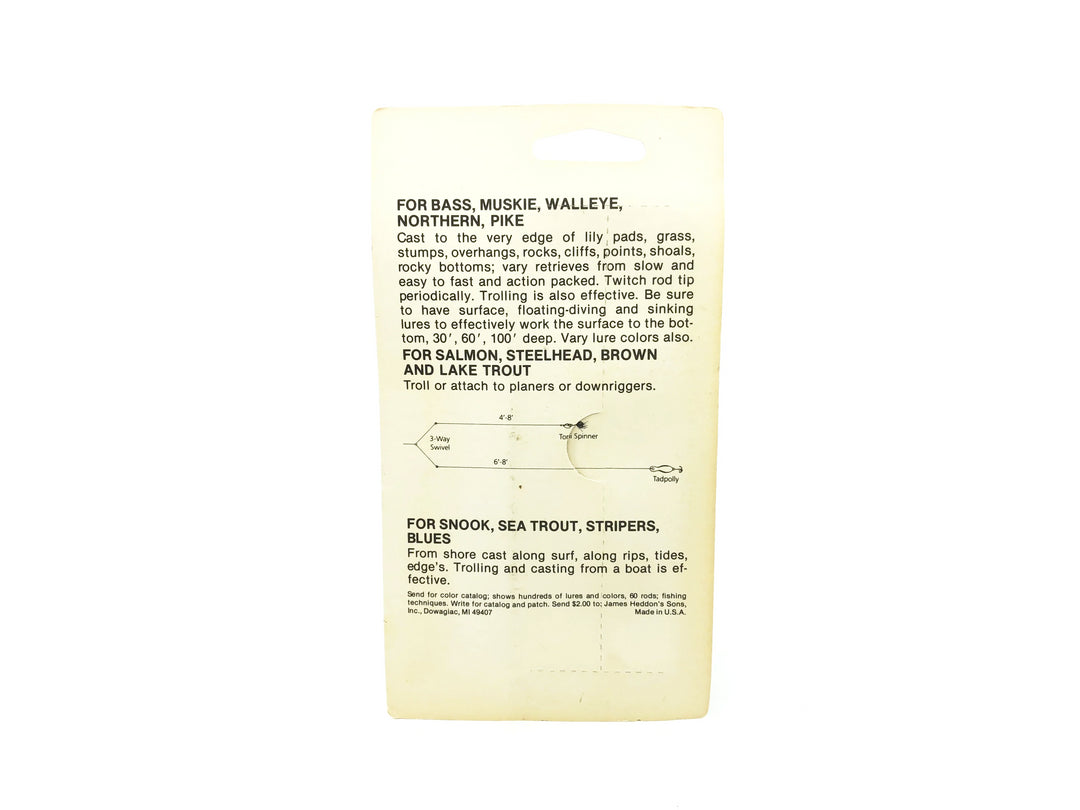 FOR BASS, MUSKIE, WALLEYE,
NORTHERN, PIKE
Cast to the very edge of lily pads, grass,
stumps, overhangs, rocks, cliffs, points, shoals,
rocky bottoms; vary retrieves from slow and
easy to fast and action packed. Twitch rod tip
periodically. Trolling is also effective. Be sure
to have surface, floating-diving and sinking
lures to effectively work the surface to the bot-
tom, 30', 60', 100' deep. Vary lure colors also.
FOR SALMON, STEELHEAD, BROWN
AND LAKE TROUT
Troll or attach to planers or downriggers.
4'-8'
3-Way
Swivel
Toni Spinner
6'-8'
Tadpolly
FOR SNOOK, SEA TROUT, STRIPERS,
BLUES
From shore cast along surf, along rips, tides,
edge's. Trolling and casting from a boat is ef-
fective.
Send for color catalog; shows hundreds of lures and colors, 60 rods; fishing
techniques. Write for catalog and patch. Send $2.00 to: James Heddon's Sons,
Inc., Dowagiac, MI 49407 Made in U.S.A.